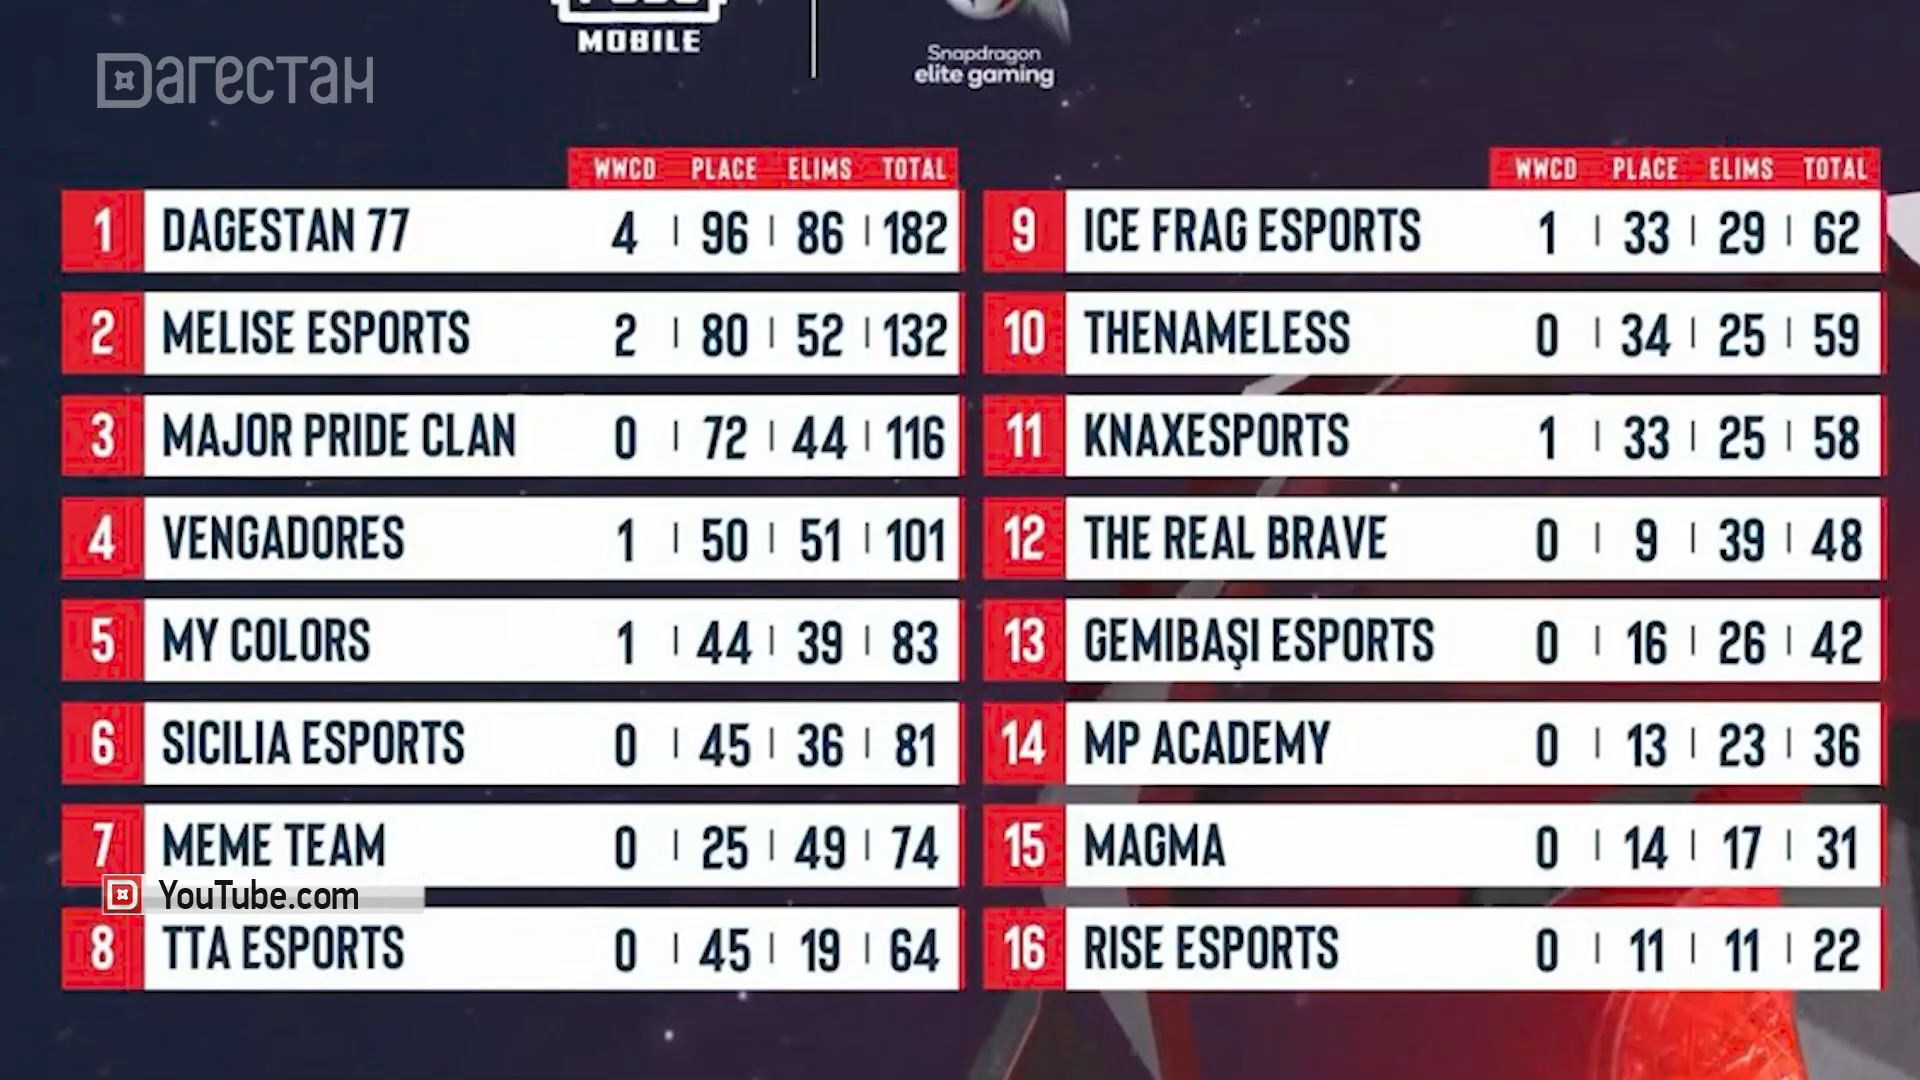 MOBILE
Snapdragon
elite gaming
Дагестан
WWCD PLACE ELIMS TOTAL
1 DAGESTAN 77 4 96 86 182
2 MELISE ESPORTS 2 80 52 132
3 MAJOR PRIDE CLAN 0 72 44 116
4 VENGADORES 1 50 51 101
5 MY COLORS 1 44 39 83
6 SICILIA ESPORTS 0 45 36 81
7 MEME TEAM 0 25 49 74
YouTube.com
8 TTA ESPORTS 0 45 19 64
WWCD PLACE ELIMS TOTAL
9 ICE FRAG ESPORTS 1 33 29 62
10 THENAMELESS 0 34 25 59
11 KNAXESPORTS 1 33 25 58
12 THE REAL BRAVE 0 9 39 48
13 GEMIBAŞI ESPORTS 0 16 26 42
14 MP ACADEMY 0 13 23 36
15 MAGMA 0 14 17 31
16 RISE ESPORTS 0 11 11 22